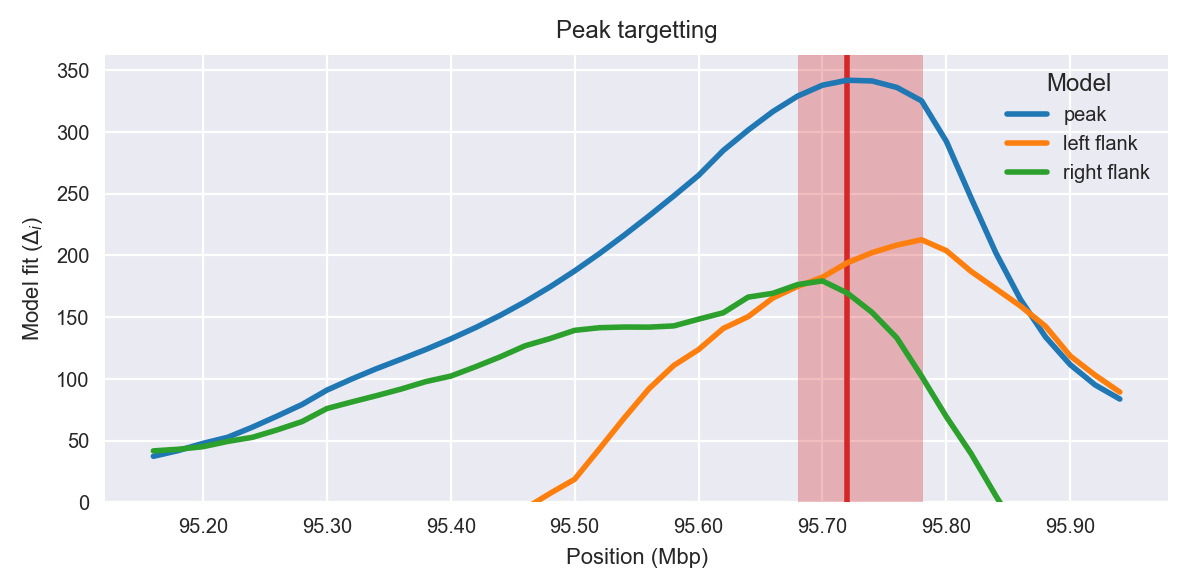 Peak targetting
Model fit (Δi)
350
300
250
200
150
100
50
0
Model
peak
left flank
right flank
95.20 95.30 95.40 95.50 95.60 95.70 95.80 95.90
Position (Mbp)